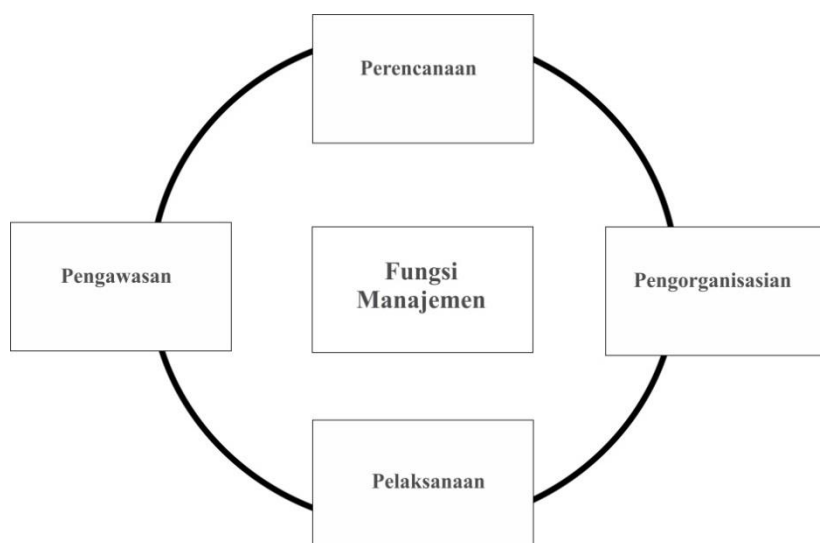 Perencanaan
Pengawasan
Fungsi
Manajemen
Pengorganisasian
Pelaksanaan